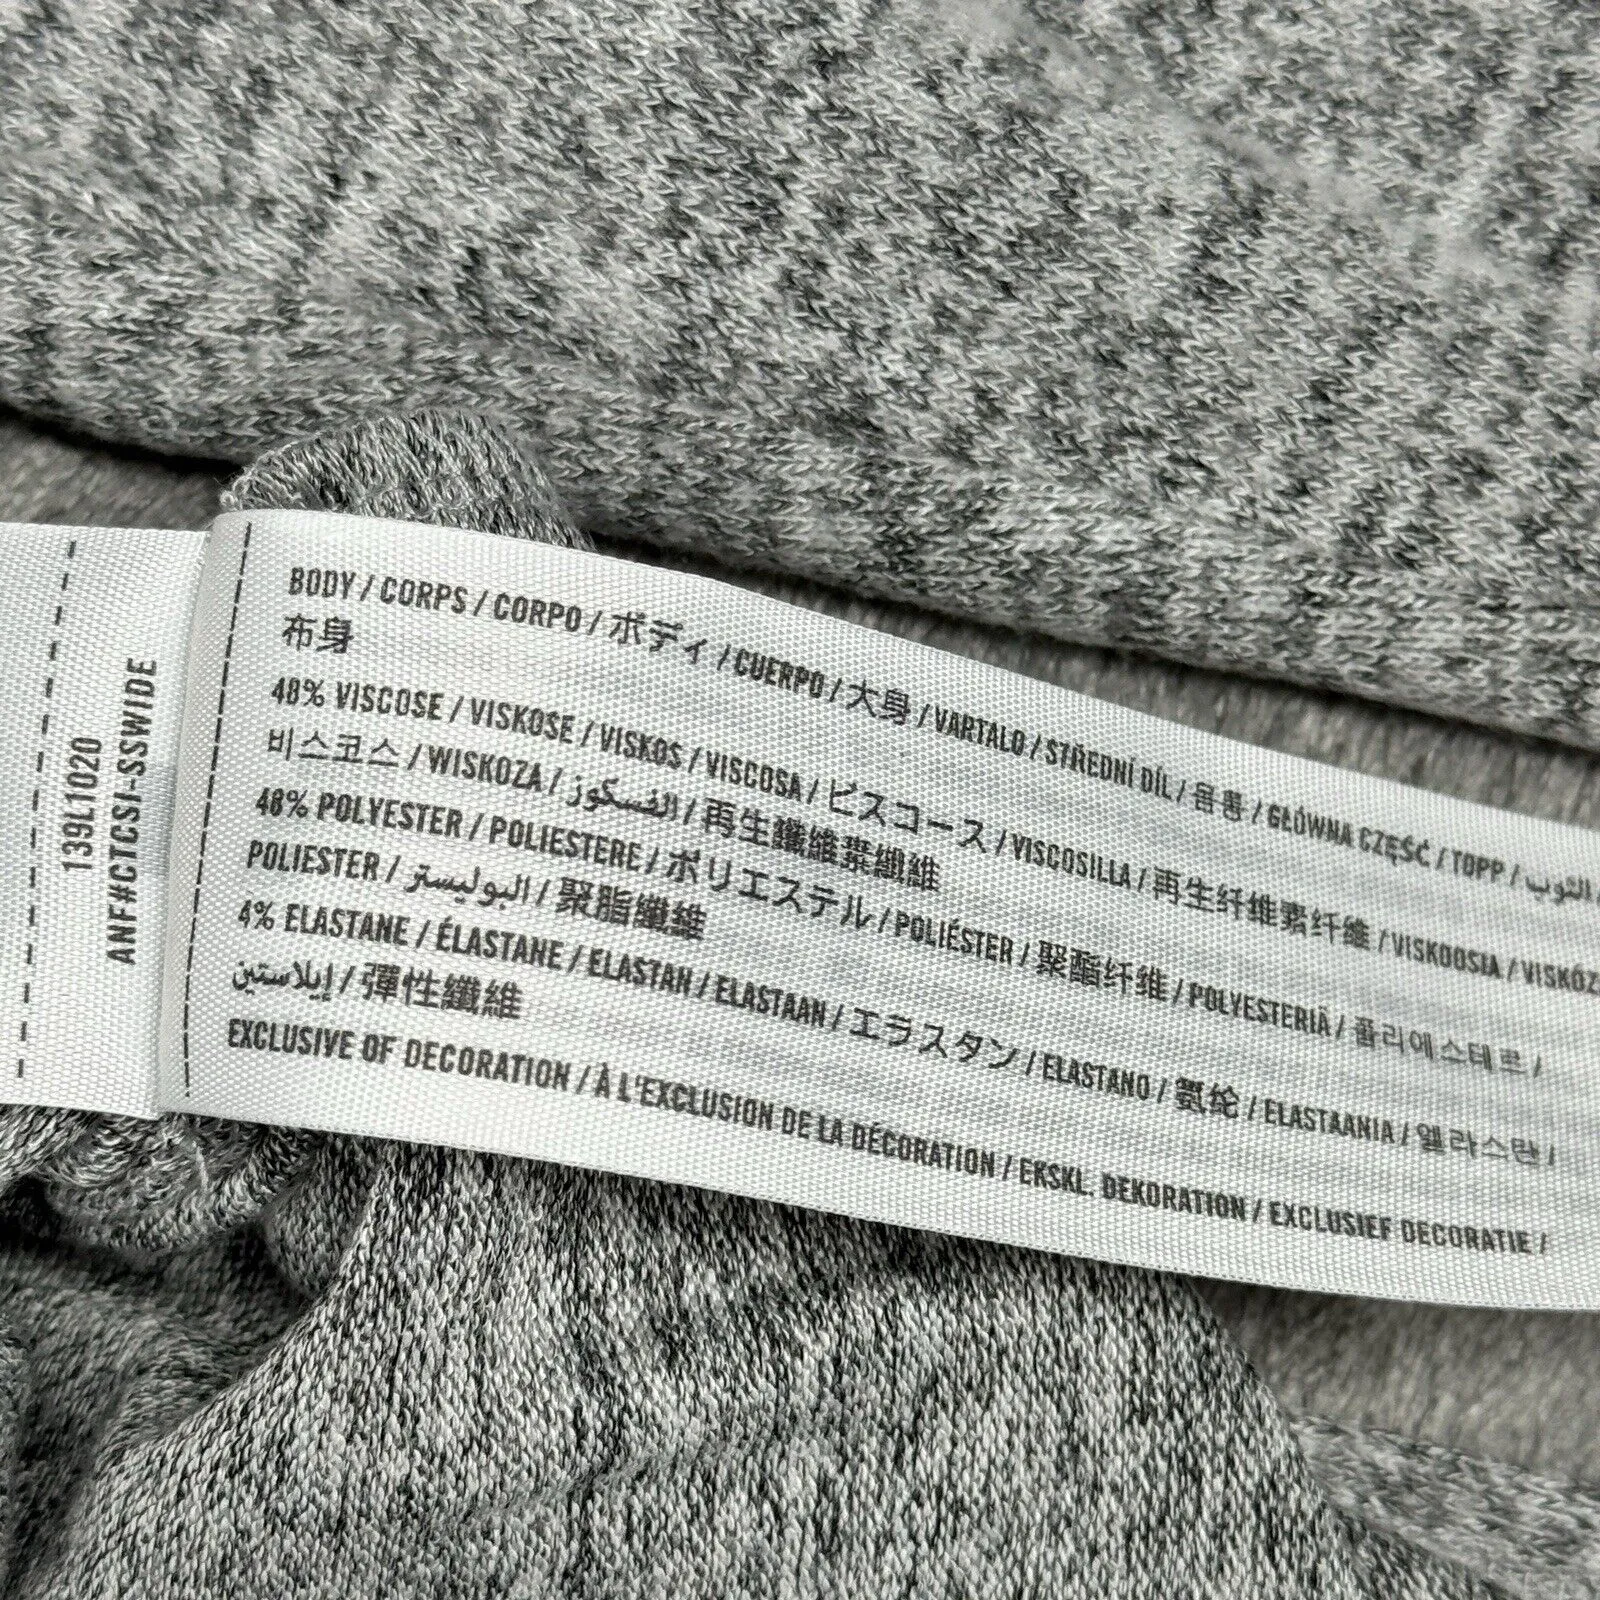 139L1020
ANF#CTCSI-SSWIDE
BODY / CORPS / CORPO / ボディ / CUERPO / 大身 / VARTALO / STŘEDNÍ DÍL / 몸통 / GŁÓWNA CZĘŚĆ / TOPP / الثوب /
布身
48% VISCOSE / VISKOSE / VISKOS / VISCOSA / ビスコース / VISCOSILLA / 再生纤维素纤维 / VISKOOSIA / VISKÓZ
비스코스 / WISKOZA / الفسكوز / 再生纖維素纖維
48% POLYESTER / POLIESTERE / ポリエステル / POLIÉSTER / 聚酯纤维 / POLYESTERIÄ / 폴리에스테르 /
POLIESTER / البوليستر / 聚脂纖維
4% ELASTANE / ÉLASTANE / ELASTAN / ELASTAAN / エラスタン / ELASTANO / 氨纶 / ELASTAANIA / 엘라스탄 /
إيلاستين / 彈性纖維
EXCLUSIVE OF DECORATION / À L'EXCLUSION DE LA DÉCORATION / EKSKL. DEKORATION / EXCLUSIEF DECORATIE /